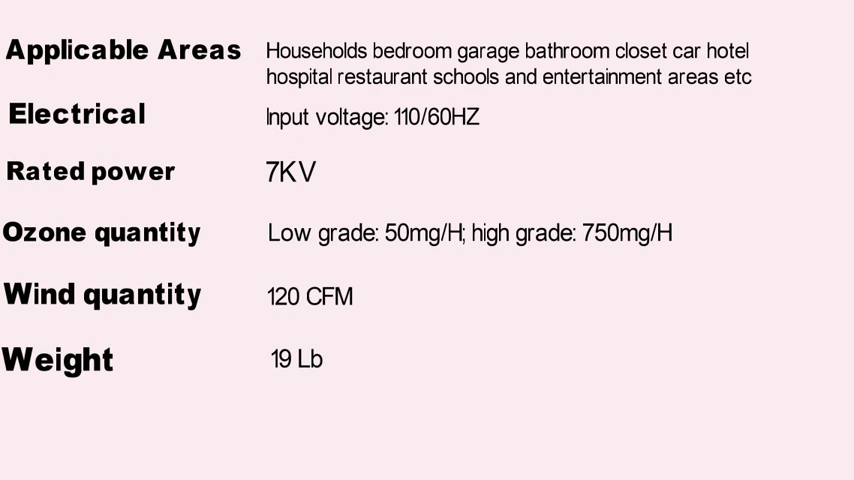 Applicable Areas Households bedroom garage bathroom closet car hotel
hospital restaurant schools and entertainment areas etc
Electrical Input voltage: 110/60HZ
Rated power 7KV
Ozone quantity Low grade: 50mg/H; high grade: 750mg/H
Wind quantity 120 CFM
Weight 19 Lb